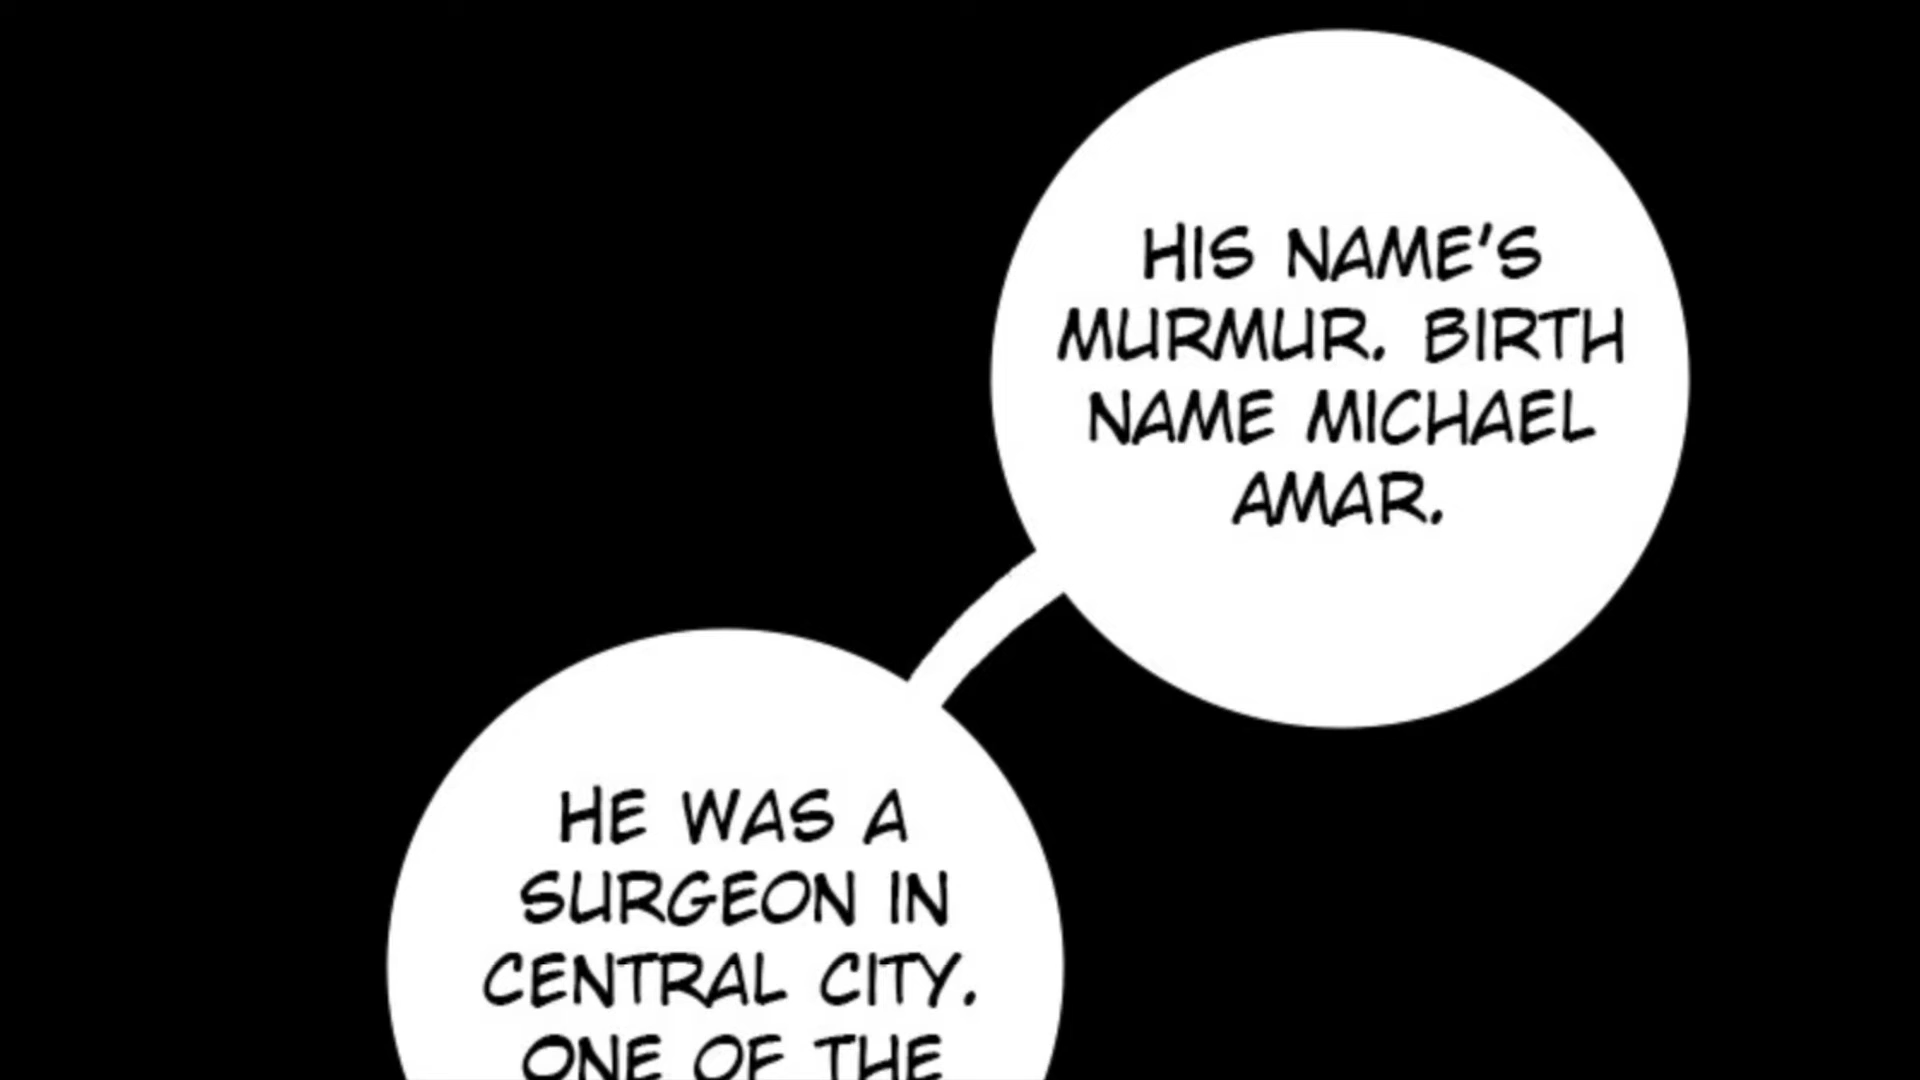 HIS NAME'S
MURMUR. BIRTH
NAME MICHAEL
AMAR.
HE WAS A
SURGEON IN
CENTRAL CITY.
ONE OF THE